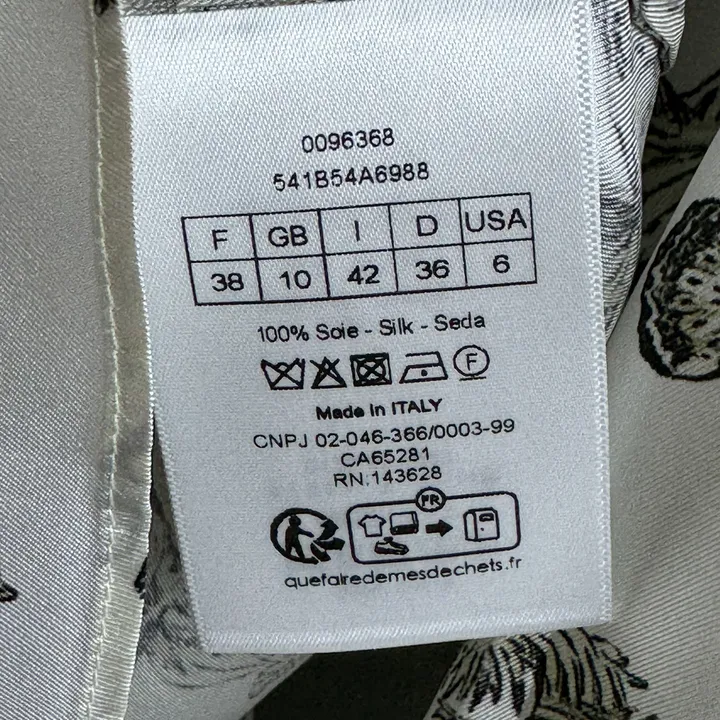 0096368
541B54A6988
F GB I D USA
38 10 42 36 6
100% Soie - Silk - Seda
F
Made in ITALY
CNPJ 02-046-366/0003-99
CA65281
RN:143628
FR
quefairedemesdechets.fr